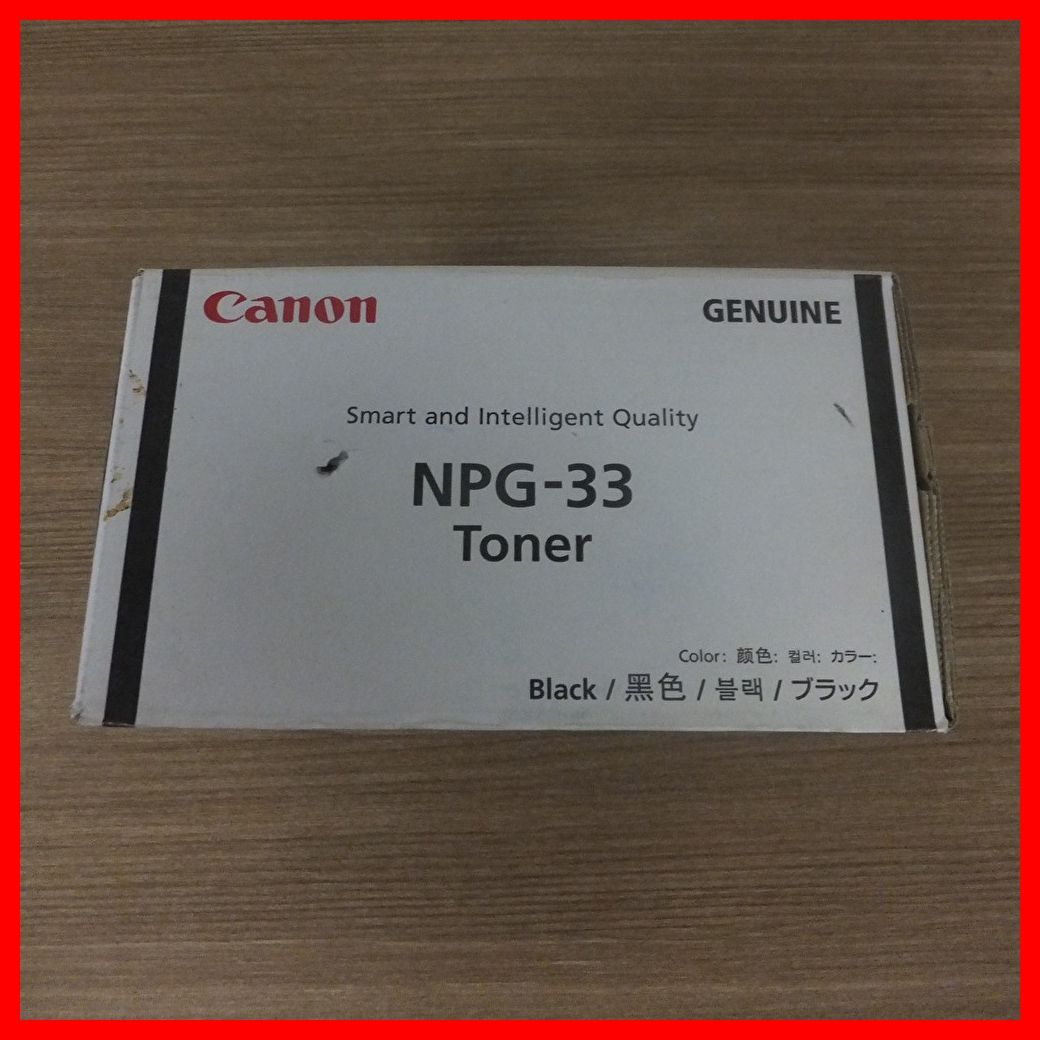 Canon
GENUINE
Smart and Intelligent Quality
NPG-33
Toner
Color: 颜色: 컬러: カラー:
Black / 黑色 / 블랙 / ブラック